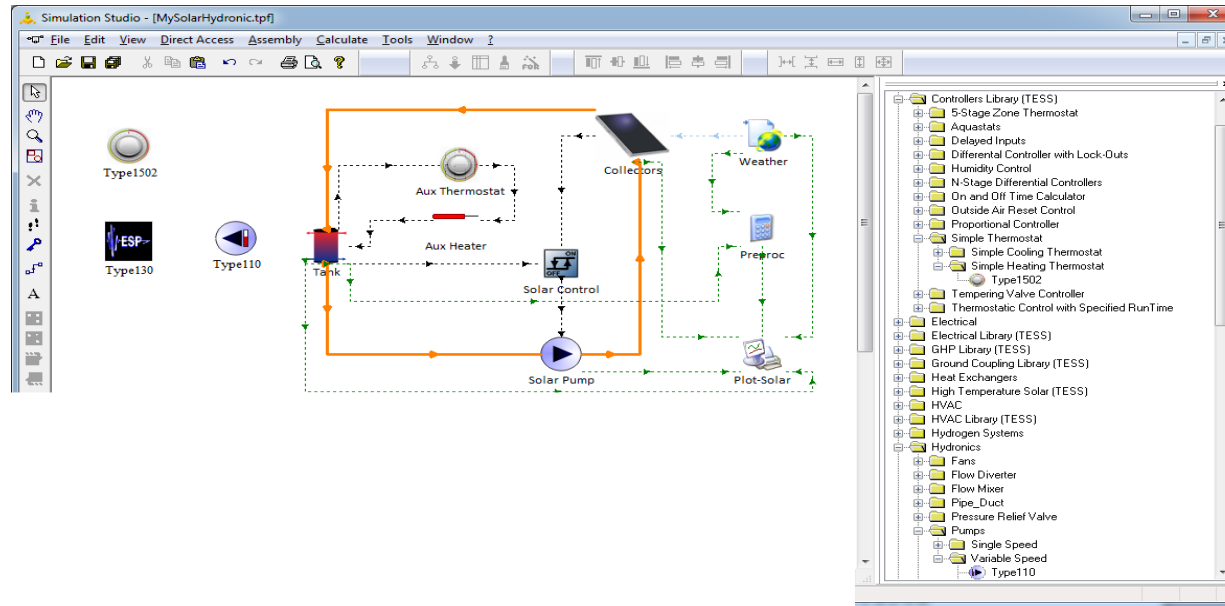 Simulation Studio - [MySolarHydronic.tpf]
File Edit View Direct Access Assembly Calculate Tools Window ?
FOR
A
Type1502
ESP-r
Type130
Type110
Aux Thermostat
Aux Heater
Tank
Collectors
Weather
Preproc
ON
OFF
Solar Control
Solar Pump
Plot-Solar
Controllers Library (TESS)
5-Stage Zone Thermostat
Aquastats
Delayed Inputs
Differental Controller with Lock-Outs
Humidity Control
N-Stage Differential Controllers
On and Off Time Calculator
Outside Air Reset Control
Proportional Controller
Simple Thermostat
Simple Cooling Thermostat
Simple Heating Thermostat
Type1502
Tempering Valve Controller
Thermostatic Control with Specified RunTime
Electrical
Electrical Library (TESS)
GHP Library (TESS)
Ground Coupling Library (TESS)
Heat Exchangers
High Temperature Solar (TESS)
HVAC
HVAC Library (TESS)
Hydrogen Systems
Hydronics
Fans
Flow Diverter
Flow Mixer
Pipe_Duct
Pressure Relief Valve
Pumps
Single Speed
Variable Speed
Type110